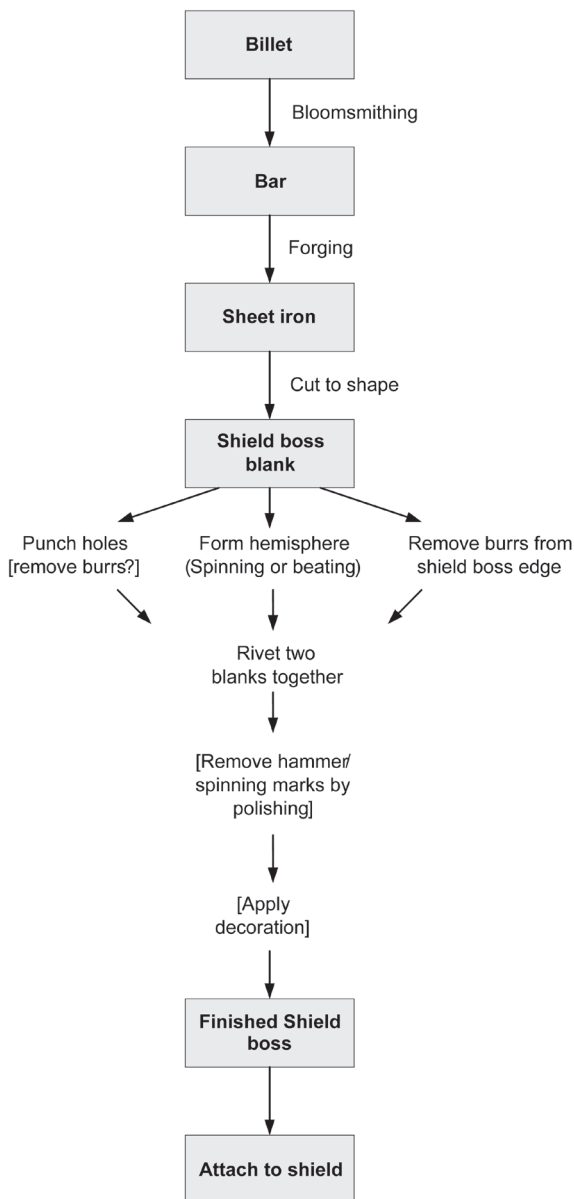 Billet
Bloomsmithing
Bar
Forging
Sheet iron
Cut to shape
Shield boss
blank
Punch holes
[remove burrs?]
Form hemisphere
(Spinning or beating)
Remove burrs from
shield boss edge
Rivet two
blanks together
[Remove hammer/
spinning marks by
polishing]
[Apply
decoration]
Finished Shield
boss
Attach to shield